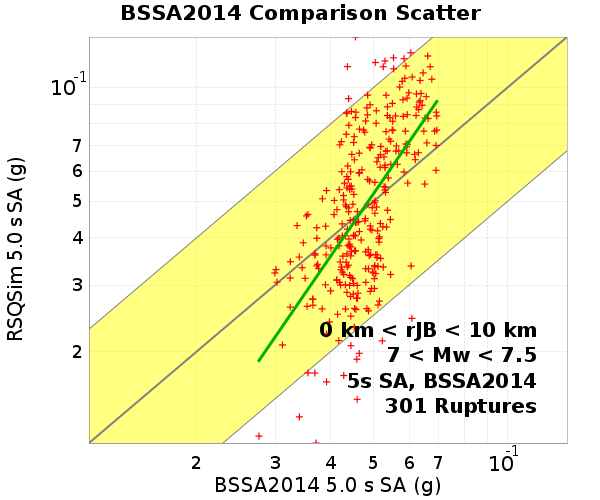 BSSA2014 Comparison Scatter
RSQSim 5.0 s SA (g)
10⁻¹
7
6
5
4
3
2
0 km < rJB < 10 km
7 < Mw < 7.5
5s SA, BSSA2014
301 Ruptures
2 3 4 5 6 7 10⁻¹
BSSA2014 5.0 s SA (g)